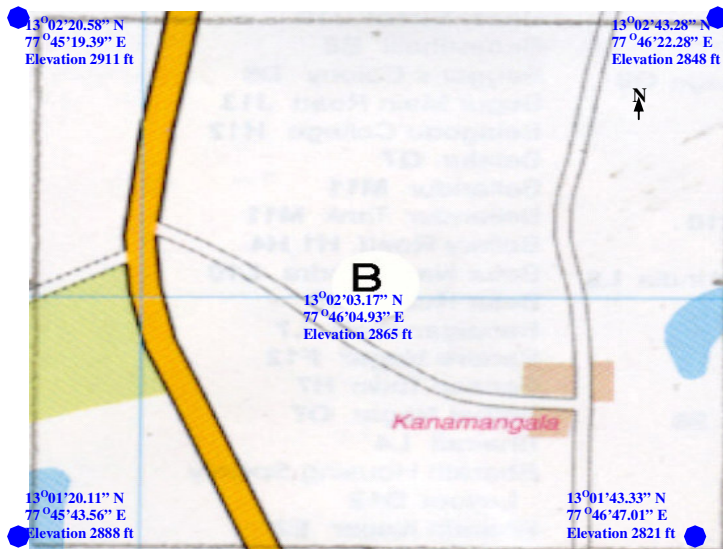 13°02'20.58" N
77°45'19.39" E
Elevation 2911 ft
13°02'43.28" N
77°46'22.28" E
Elevation 2848 ft
N
B
13°02'03.17" N
77°46'04.93" E
Elevation 2865 ft
Kanamangala
13°01'20.11" N
77°45'43.56" E
Elevation 2888 ft
13°01'43.33" N
77°46'47.01" E
Elevation 2821 ft